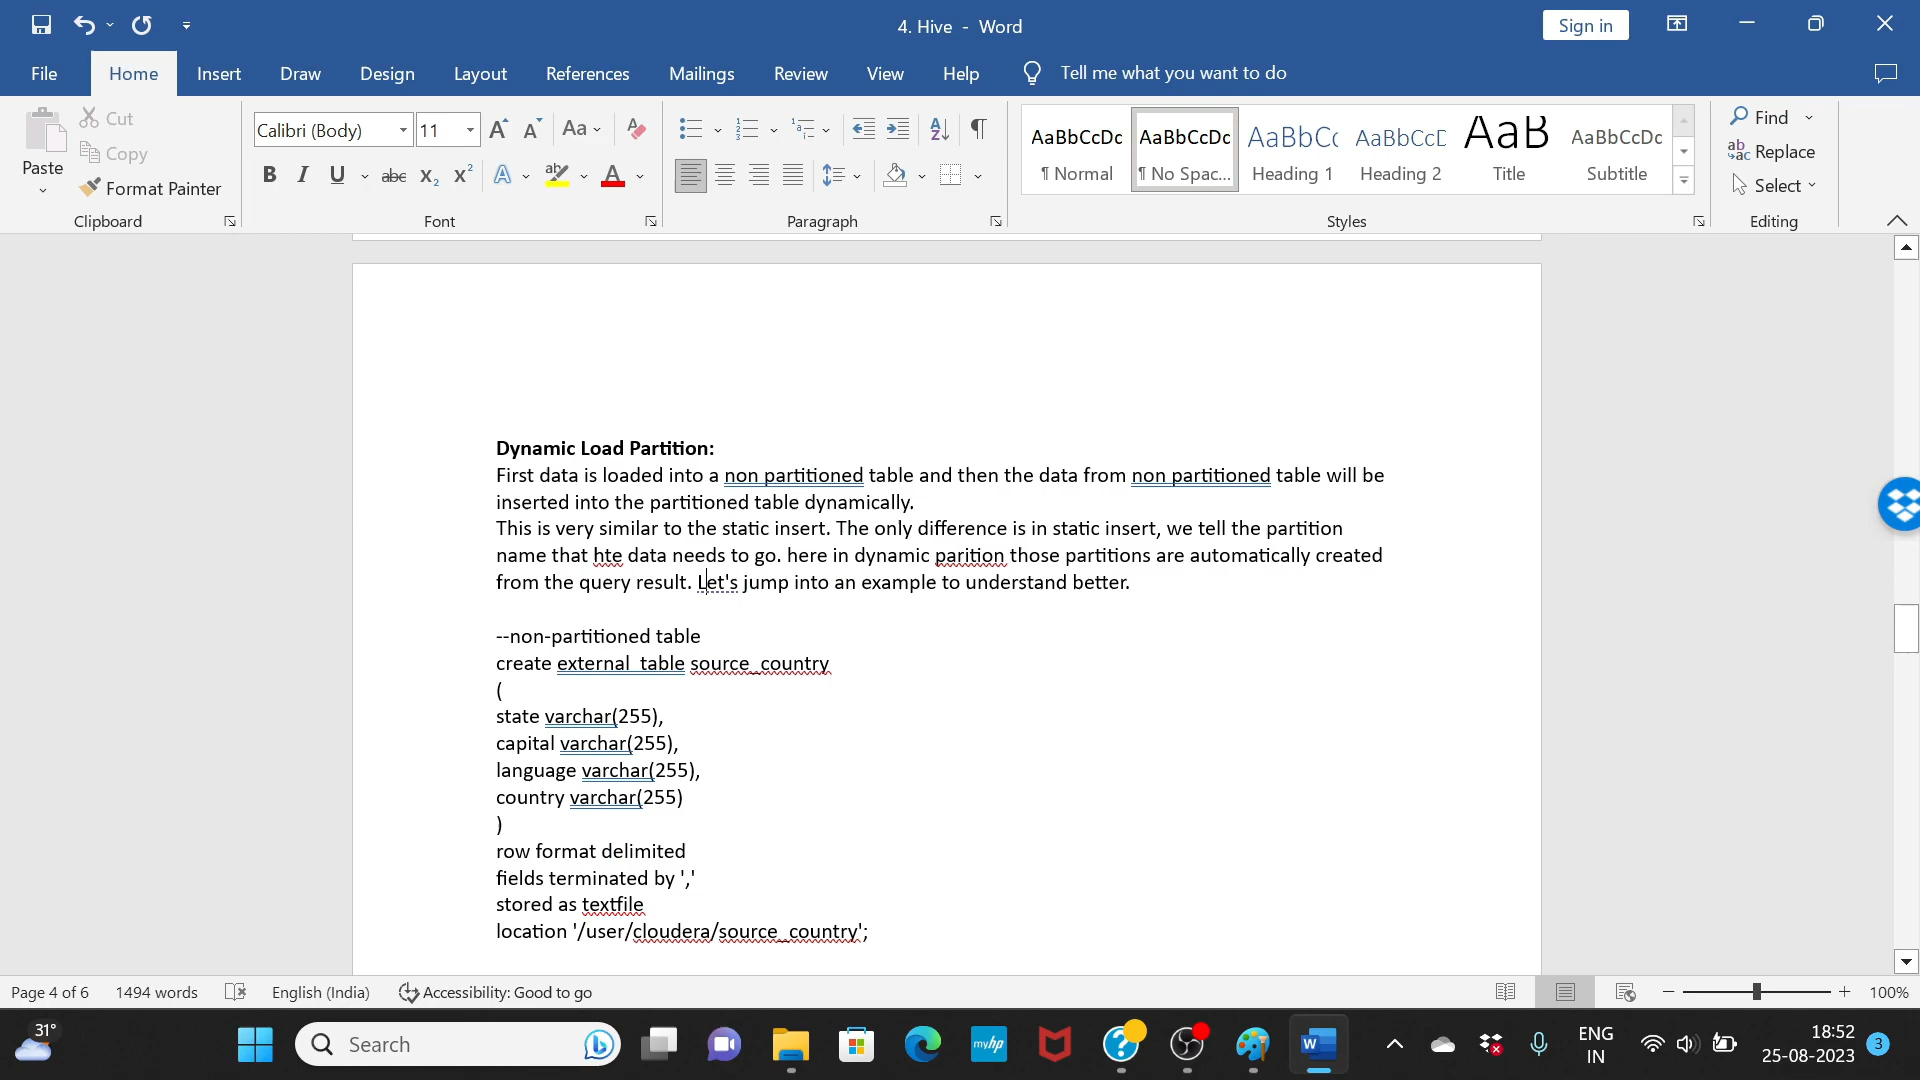 4. Hive - Word
Sign in
File Home Insert Draw Design Layout References Mailings Review View Help Tell me what you want to do
Paste
Cut
Copy
Format Painter
Calibri (Body) 11
AaBbCcDc AaBbCcDc AaBbCc AaBbCcD AaB AaBbCcDc
¶ Normal ¶ No Spac... Heading 1 Heading 2 Title Subtitle
Find
Replace
Select
Clipboard Font Paragraph Styles Editing
Dynamic Load Partition:
First data is loaded into a non partitioned table and then the data from non partitioned table will be
inserted into the partitioned table dynamically.
This is very similar to the static insert. The only difference is in static insert, we tell the partition
name that hte data needs to go. here in dynamic parition those partitions are automatically created
from the query result. Let's jump into an example to understand better.
--non-partitioned table
create external table source_country
(
state varchar(255),
capital varchar(255),
language varchar(255),
country varchar(255)
)
row format delimited
fields terminated by ','
stored as textfile
location '/user/cloudera/source_country';
Page 4 of 6 1494 words English (India) Accessibility: Good to go 100%
31°
Search
myhp
ENG
IN
18:52
25-08-2023
3